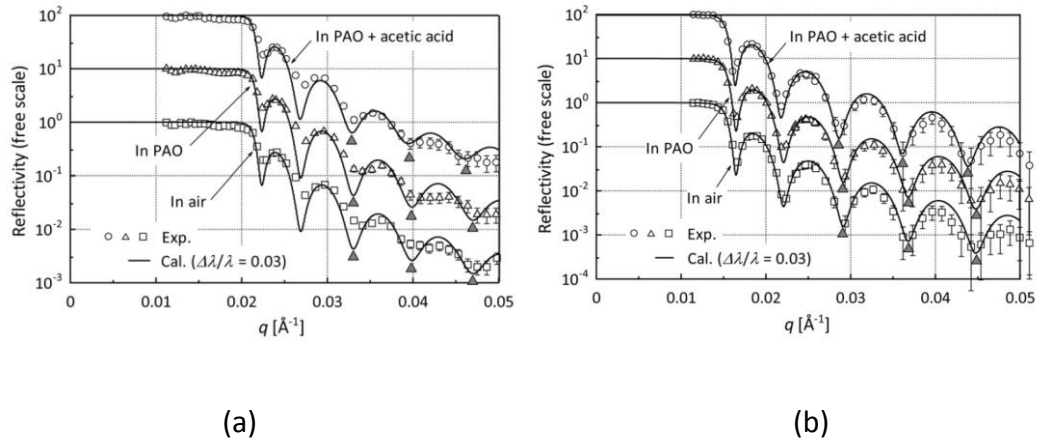 10²
10¹
10⁰
10⁻¹
10⁻²
10⁻³
Reflectivity (free scale)
In PAO + acetic acid
In PAO
In air
Exp.
Cal. (Δλ/λ = 0.03)
0 0.01 0.02 0.03 0.04 0.05
q [Å⁻¹]
(a)
10²
10¹
10⁰
10⁻¹
10⁻²
10⁻³
10⁻⁴
Reflectivity (free scale)
In PAO + acetic acid
In PAO
In air
Exp.
Cal. (Δλ/λ = 0.03)
0 0.01 0.02 0.03 0.04 0.05
q [Å⁻¹]
(b)